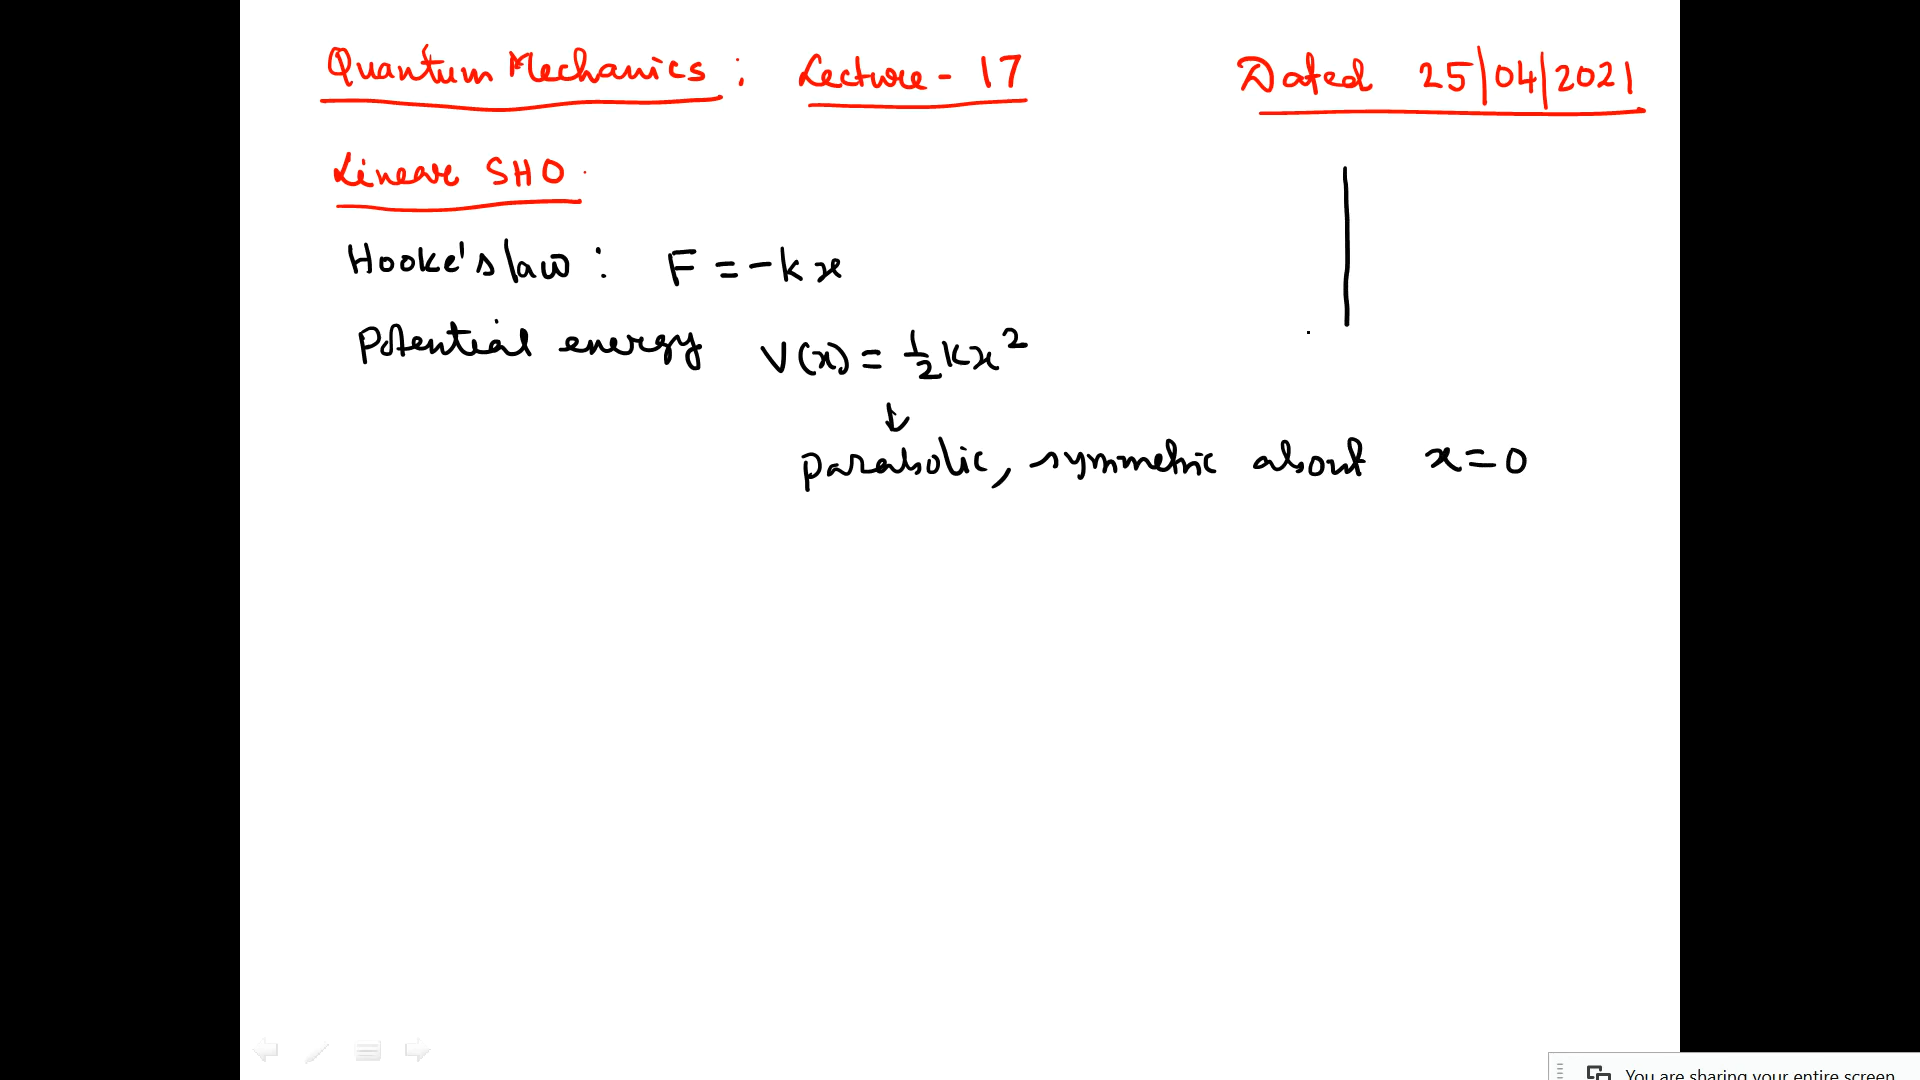 Quantum Mechanics : Lecture - 17 Dated 25/04/2021
Linear SHO
Hooke's law : F = -kx
Potential energy V(x) = ½kx²
↓
parabolic, symmetric about x=0
You are sharing your entire screen